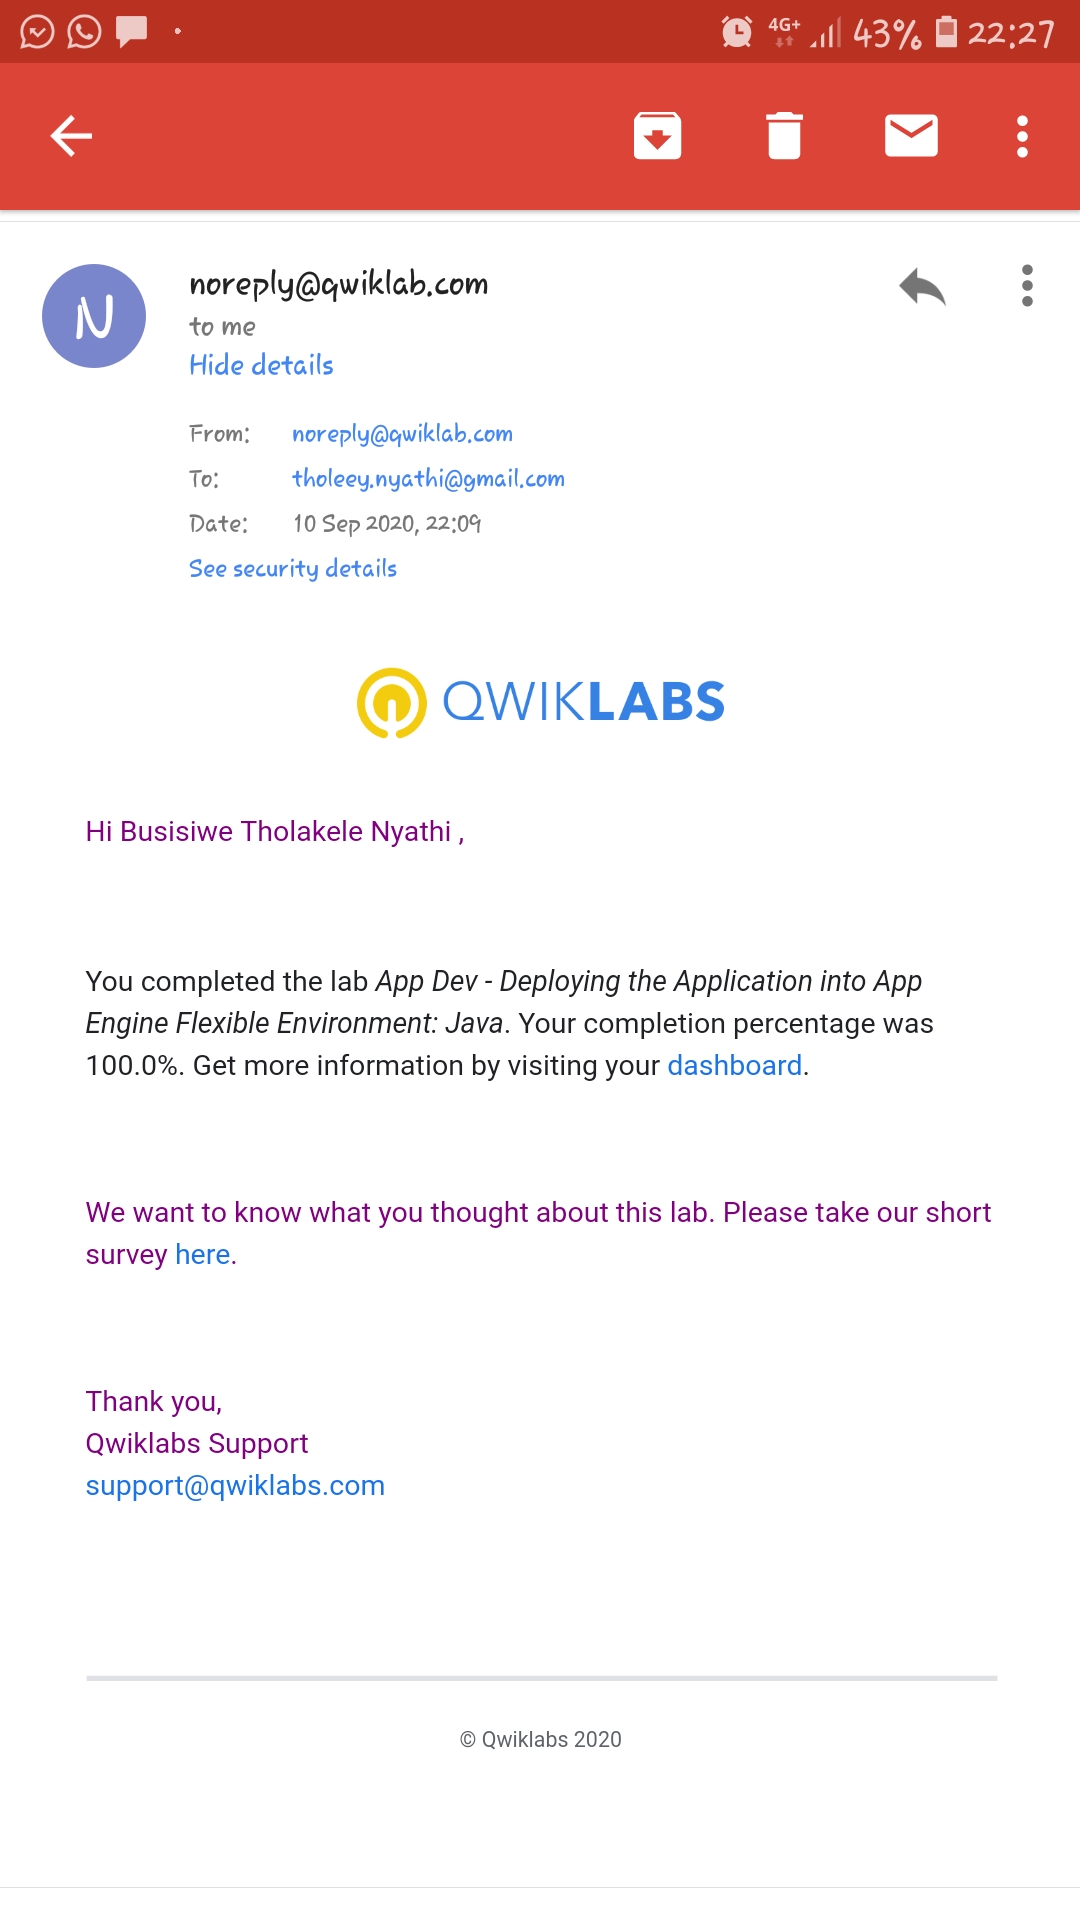 4G+ 43% 22:27
N
noreply@qwiklab.com
to me
Hide details
From: noreply@qwiklab.com
To: tholeey.nyathi@gmail.com
Date: 10 Sep 2020, 22:09
See security details
QWIKLABS
Hi Busisiwe Tholakele Nyathi ,
You completed the lab App Dev - Deploying the Application into App
Engine Flexible Environment: Java. Your completion percentage was
100.0%. Get more information by visiting your dashboard.
We want to know what you thought about this lab. Please take our short
survey here.
Thank you,
Qwiklabs Support
support@qwiklabs.com
© Qwiklabs 2020